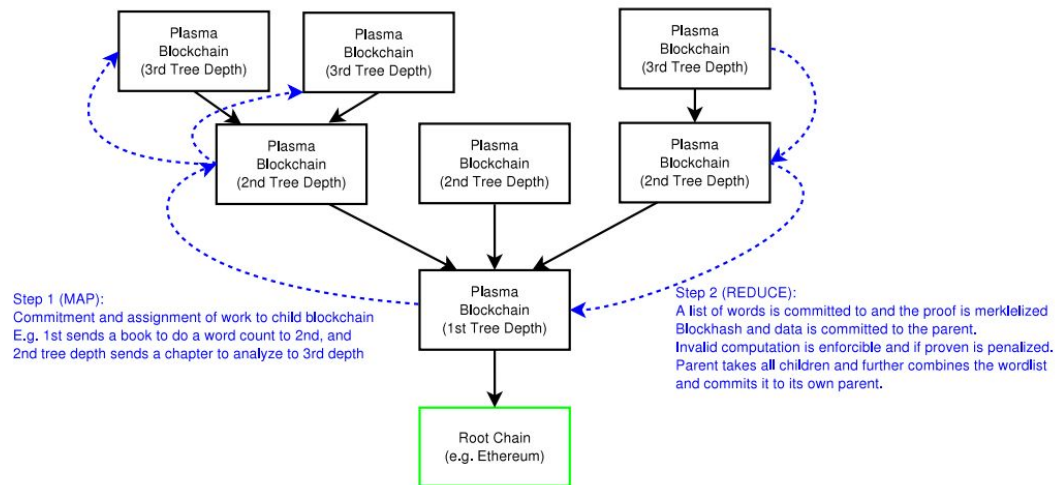 Plasma
Blockchain
(3rd Tree Depth)
Plasma
Blockchain
(3rd Tree Depth)
Plasma
Blockchain
(3rd Tree Depth)
Plasma
Blockchain
(2nd Tree Depth)
Plasma
Blockchain
(2nd Tree Depth)
Plasma
Blockchain
(2nd Tree Depth)
Plasma
Blockchain
(1st Tree Depth)
Step 1 (MAP):
Commitment and assignment of work to child blockchain
E.g. 1st sends a book to do a word count to 2nd, and
2nd tree depth sends a chapter to analyze to 3rd depth
Step 2 (REDUCE):
A list of words is committed to and the proof is merklelized
Blockhash and data is committed to the parent.
Invalid computation is enforcible and if proven is penalized.
Parent takes all children and further combines the wordlist
and commits it to its own parent.
Root Chain
(e.g. Ethereum)